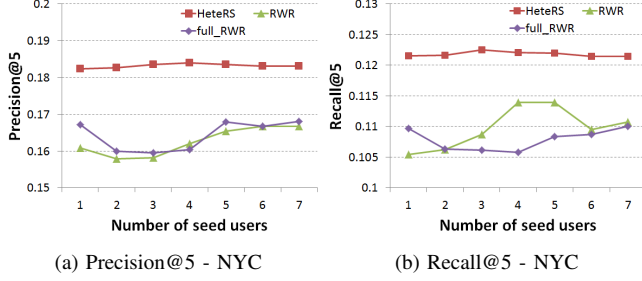 0.2
0.19
0.18
0.17
0.16
0.15
Precision@5
HeteRS
RWR
full_RWR
1 2 3 4 5 6 7
Number of seed users
(a) Precision@5 - NYC
0.13
0.125
0.12
0.115
0.11
0.105
0.1
Recall@5
HeteRS
RWR
full_RWR
1 2 3 4 5 6 7
Number of seed users
(b) Recall@5 - NYC